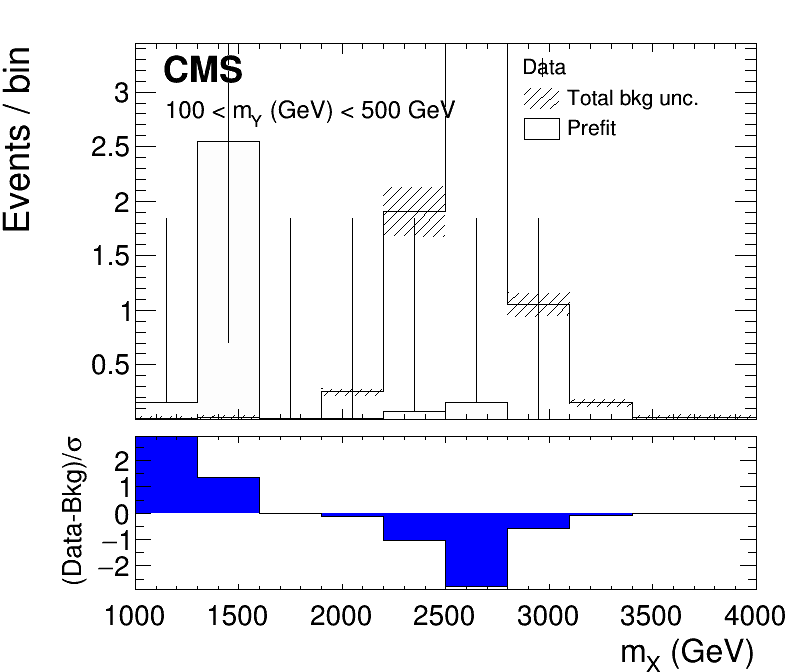 CMS
100 < mY (GeV) < 500 GeV
Data
Total bkg unc.
Prefit
Events / bin
3
2.5
2
1.5
1
0.5
(Data-Bkg)/σ
2
1
0
−1
−2
1000 1500 2000 2500 3000 3500 4000
mX (GeV)